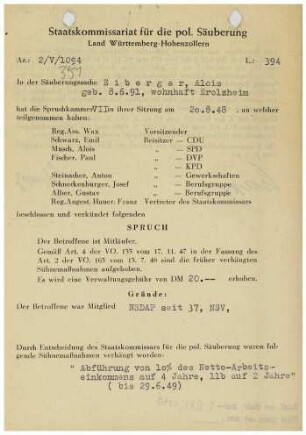 Staatskommissariat für die pol. Säuberung
Land Württemberg-Hohenzollern
Az.: 2/V/1094
L.: 394
In der Säuberungssache Eiberger, Alois
geb. 8.6.91, wohnhaft Erolzheim
hat die Spruchkammer VII in ihrer Sitzung am 20.8.48, an welcher
teilgenommen haben:
Reg.Ass. Wax Vorsitzender
Schwarz, Emil Beisitzer — CDU
Musch, Alois „ — SPD
Fischer, Paul „ — DVP
„ — KPD
Steinacher, Anton „ — Gewerkschaften
Schneckenburger, Josef „ — Berufsgruppe
Alber, Gustav „ — Berufsgruppe
Reg.Angest. Huner, Franz Vertreter des Staatskommissars
beschlossen und verkündet folgenden
SPRUCH
Der Betroffene ist Mitläufer.
Gemäß Art. 4 der VO. 133 vom 17. 11. 47 in der Fassung des
Art. 2 der VO. 165 vom 13. 7. 48 sind die früher verhängten
Sühnemaßnahmen aufgehoben.
Es wird eine Verwaltungsgebühr von DM 20.-- erhoben.
Gründe:
Der Betroffene war Mitglied NSDAP seit 37, NSV,
Durch Entscheidung des Staatskommissars für die pol. Säuberung waren fol-
gende Sühnemaßnahmen verhängt worden:
"Abführung von 10% des Netto-Arbeits-
einkommens auf 4 Jahre, 11b auf 2 Jahre"
( bis 29.6.49)